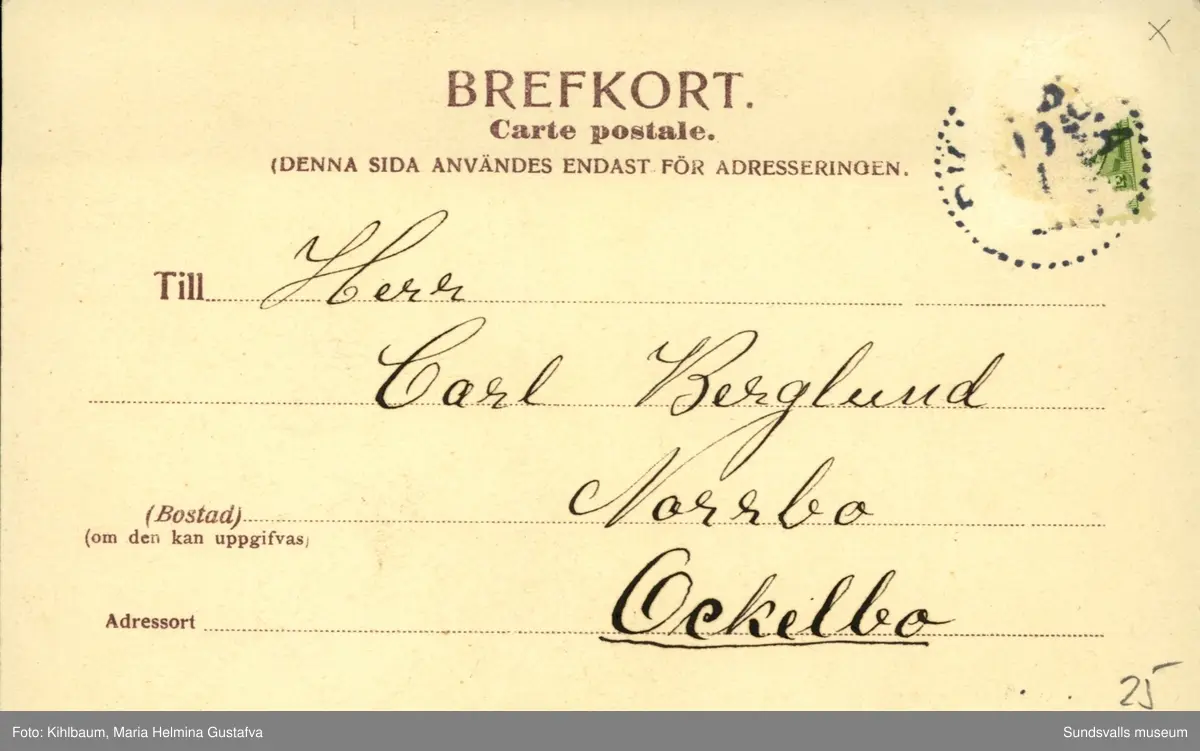 BREFKORT.
Carte postale.
(DENNA SIDA ANVÄNDES ENDAST FÖR ADRESSERINGEN.
Till Herr
Carl Berglund
(Bostad) Norrbo
(om den kan uppgifvas)
Adressort Ockelbo
25
Foto: Kihlbaum, Maria Helmina Gustafva
Sundsvalls museum